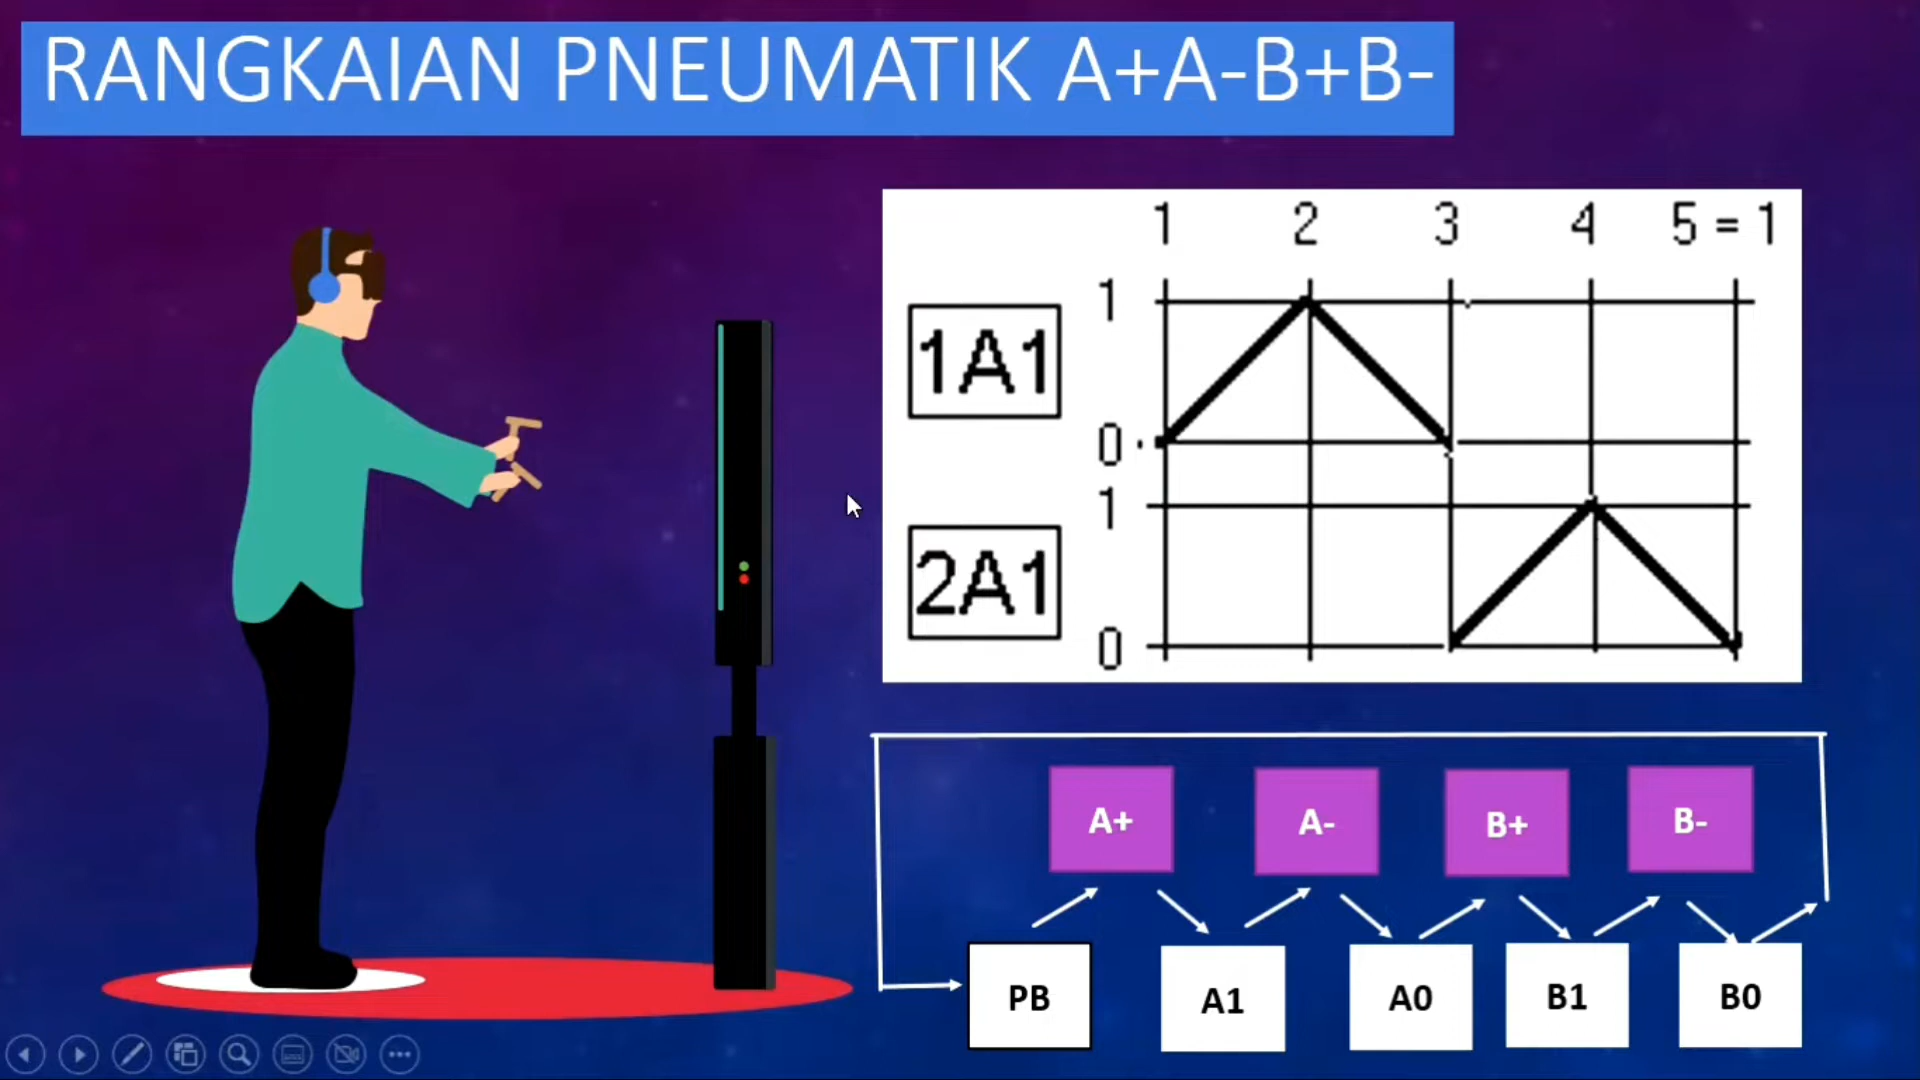 RANGKAIAN PNEUMATIK A+A-B+B-
1 2 3 4 5 = 1
1
1A1
0
1
2A1
0
A+ A- B+ B-
PB A1 A0 B1 B0